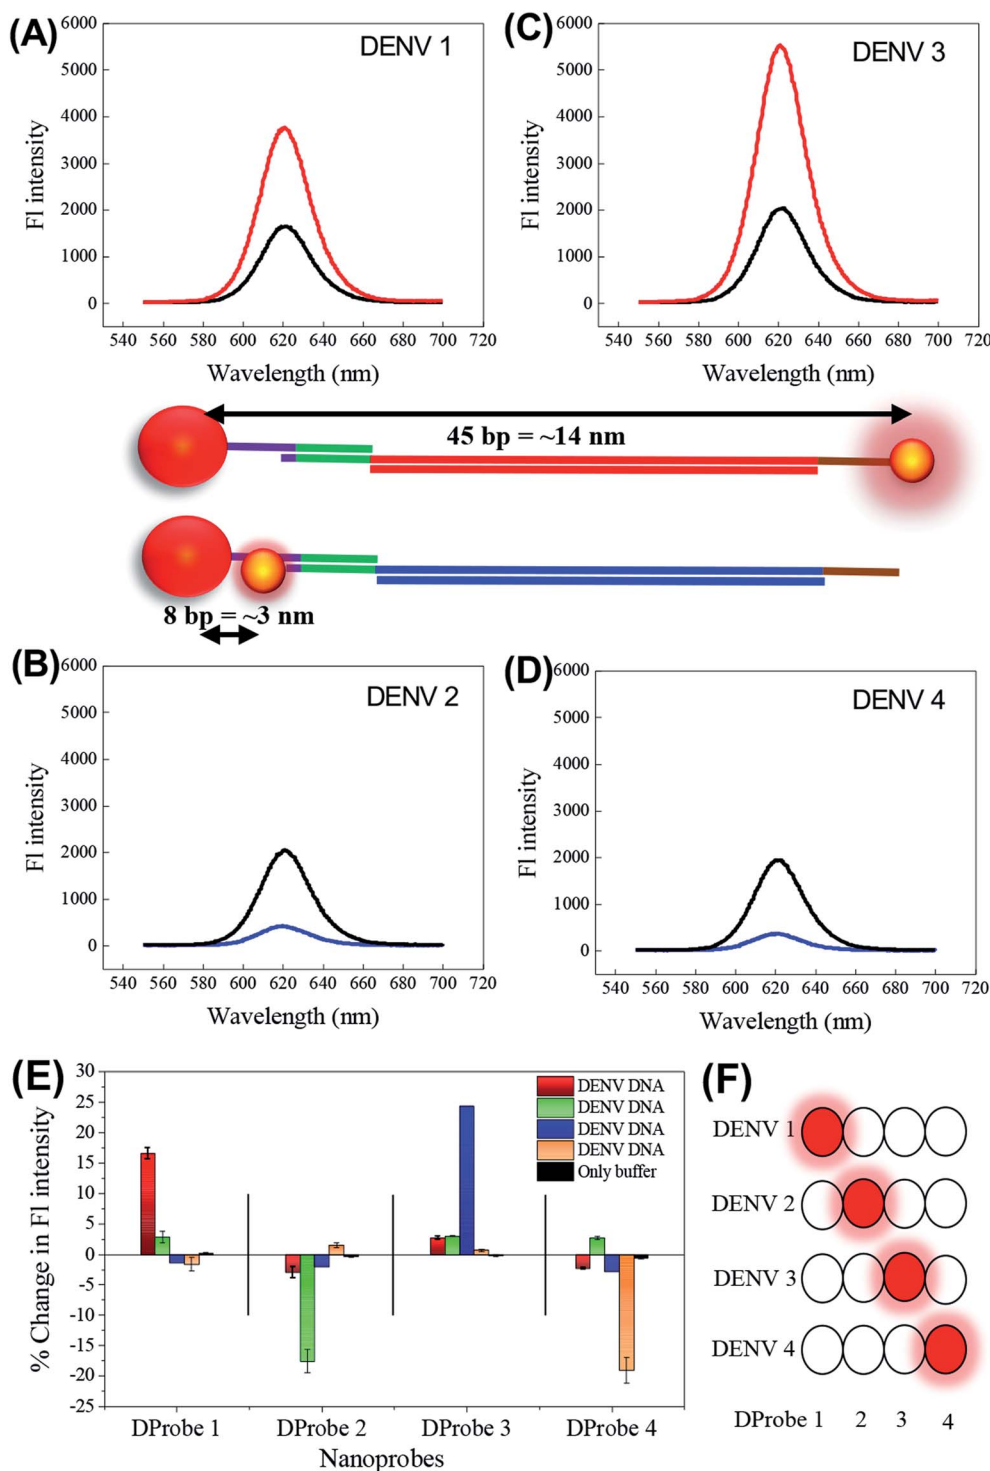 (A)
DENV 1
6000
5000
4000
3000
2000
1000
0
Fl intensity
540 560 580 600 620 640 660 680 700 720
Wavelength (nm)
(C)
DENV 3
6000
5000
4000
3000
2000
1000
0
Fl intensity
540 560 580 600 620 640 660 680 700 720
Wavelength (nm)
45 bp = ~14 nm
8 bp = ~3 nm
(B)
DENV 2
6000
5000
4000
3000
2000
1000
0
Fl intensity
540 560 580 600 620 640 660 680 700 720
Wavelength (nm)
(D)
DENV 4
6000
5000
4000
3000
2000
1000
0
Fl intensity
540 560 580 600 620 640 660 680 700 720
Wavelength (nm)
(E)
30
25
20
15
10
5
0
-5
-10
-15
-20
-25
% Change in Fl intensity
DENV DNA
DENV DNA
DENV DNA
DENV DNA
Only buffer
DProbe 1 DProbe 2 DProbe 3 DProbe 4
Nanoprobes
(F)
DENV 1
DENV 2
DENV 3
DENV 4
DProbe 1 2 3 4